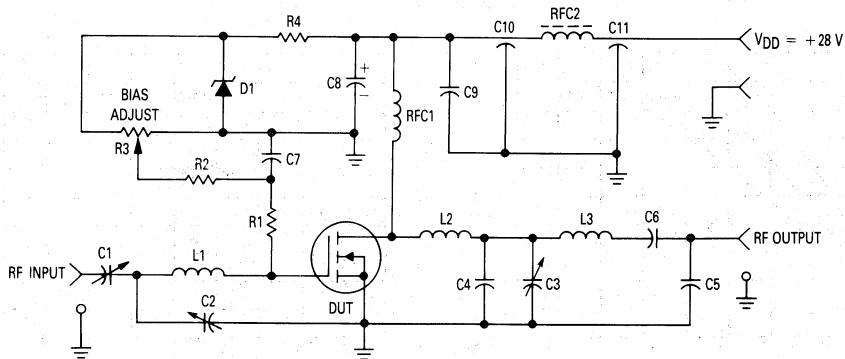 R4
C10
RFC2
C11
V_DD = +28 V
D1
C8
+
−
C9
BIAS
ADJUST
R3
RFC1
C7
R2
R1
L2
L3
C6
RF OUTPUT
C1
L1
RF INPUT
C4
C3
C5
C2
DUT